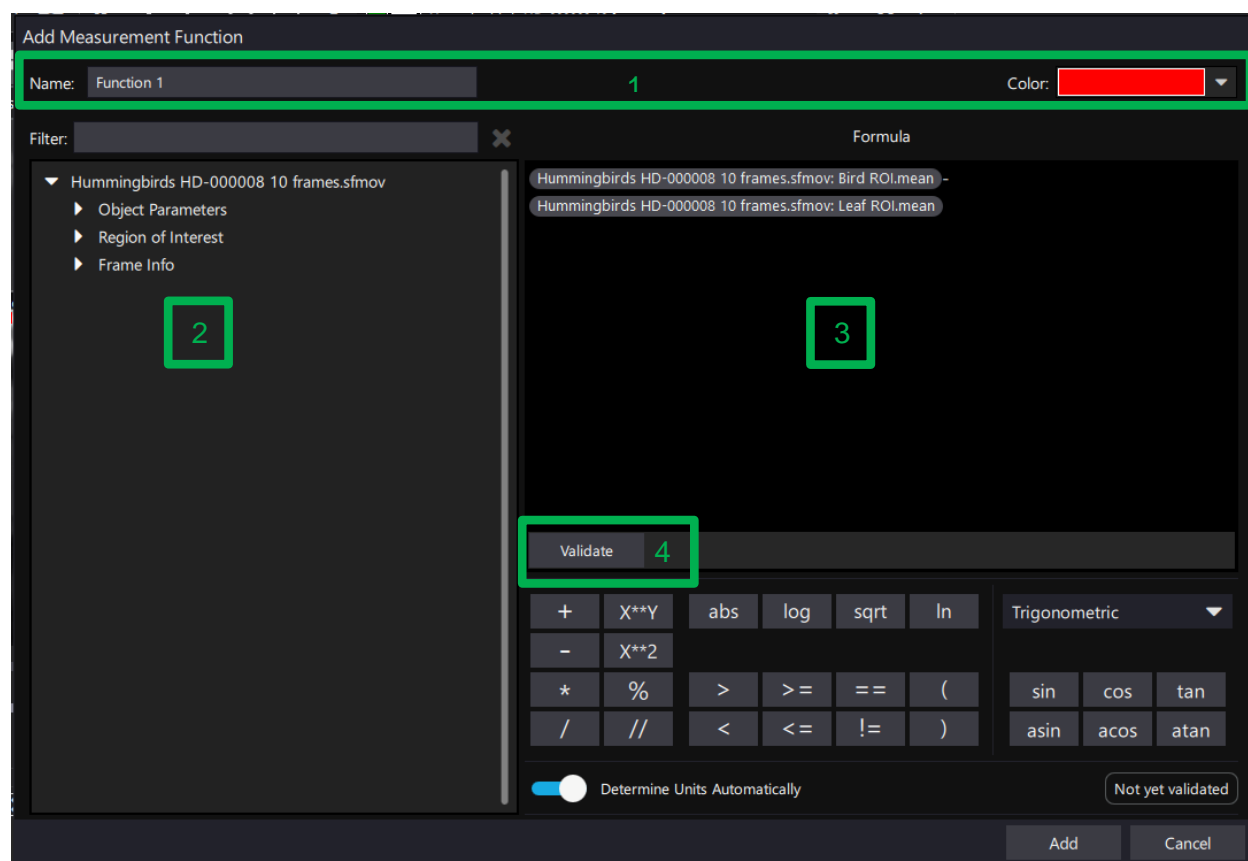 Add Measurement Function
Name: Function 1 1 Color:
Filter: Formula
Hummingbirds HD-000008 10 frames.sfmov
Object Parameters
Region of Interest
Frame Info
2
Hummingbirds HD-000008 10 frames.sfmov: Bird ROI.mean -
Hummingbirds HD-000008 10 frames.sfmov: Leaf ROI.mean
3
Validate 4
+ X**Y abs log sqrt ln Trigonometric
- X**2
* % > >= == ( sin cos tan
/ // < <= != ) asin acos atan
Determine Units Automatically Not yet validated
Add Cancel